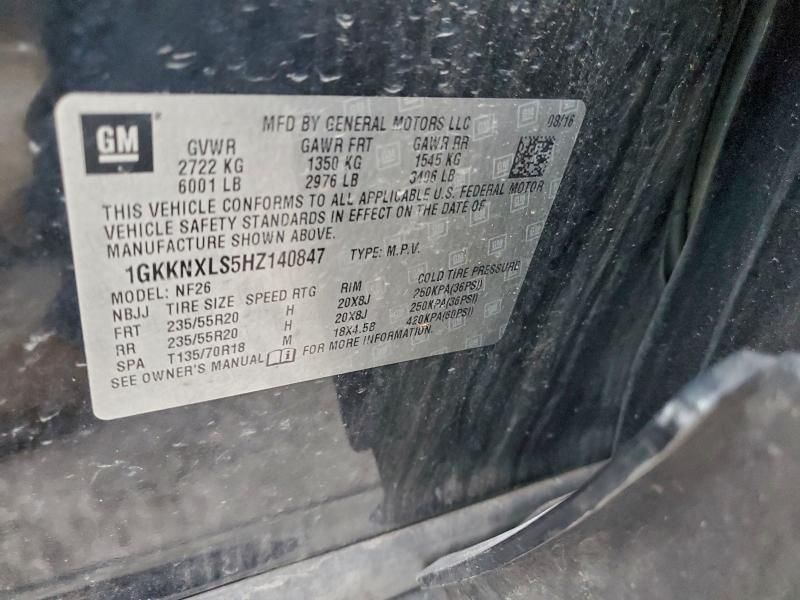 GM
MFD BY GENERAL MOTORS LLC 08/16
GVWR GAWR FRT GAWR RR
2722 KG 1350 KG 1545 KG
6001 LB 2976 LB 3406 LB
THIS VEHICLE CONFORMS TO ALL APPLICABLE U.S. FEDERAL MOTOR
VEHICLE SAFETY STANDARDS IN EFFECT ON THE DATE OF
MANUFACTURE SHOWN ABOVE.
1GKKNXLS5HZ140847 TYPE: M.P.V.
MODEL: NF26
NBJJ TIRE SIZE SPEED RTG RIM COLD TIRE PRESSURE
FRT 235/55R20 H 20X8J 250KPA(36PSI)
RR 235/55R20 H 20X8J 250KPA(36PSI)
SPA T135/70R18 M 18X4.5B 420KPA(60PSI)
SEE OWNER'S MANUAL FOR MORE INFORMATION.